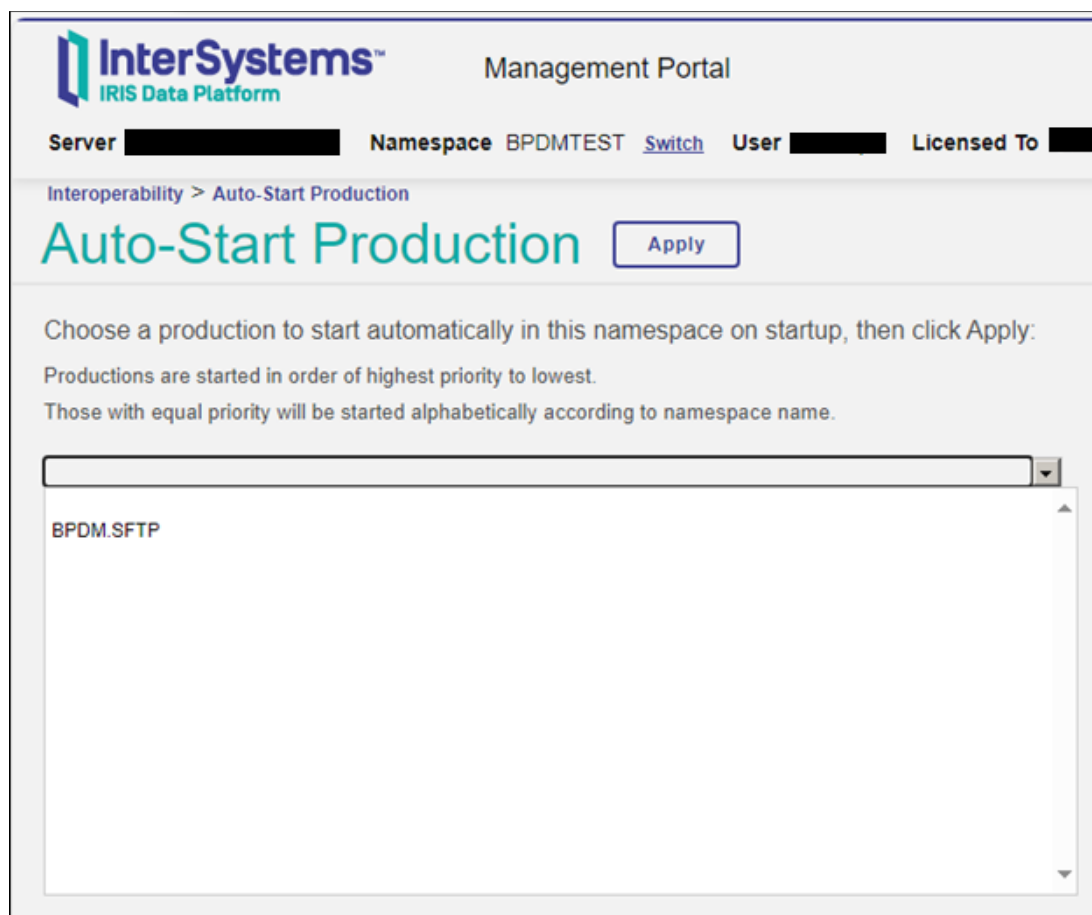 InterSystems™
IRIS Data Platform
Management Portal
Server Namespace BPDMTEST Switch User Licensed To
Interoperability > Auto-Start Production
Auto-Start Production Apply
Choose a production to start automatically in this namespace on startup, then click Apply:
Productions are started in order of highest priority to lowest.
Those with equal priority will be started alphabetically according to namespace name.
BPDM.SFTP